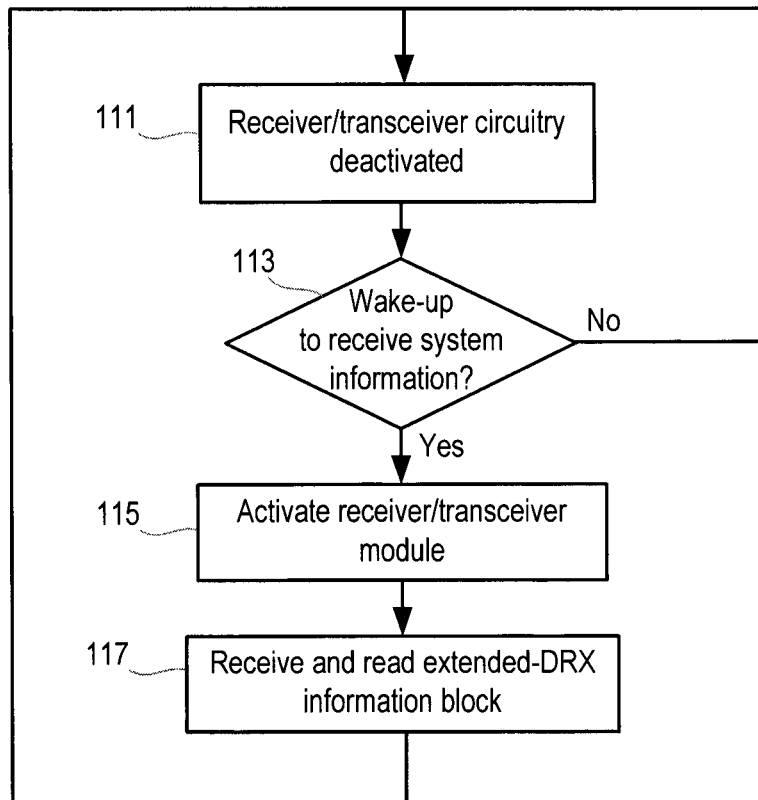 111
Receiver/transceiver circuitry
deactivated
113
Wake-up
to receive system
information?
No
Yes
115
Activate receiver/transceiver
module
117
Receive and read extended-DRX
information block